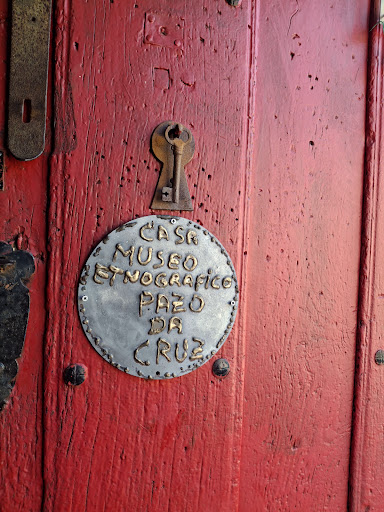 CASA
MUSEO
ETNOGRAFICO
PAZO
DA
CRUZ